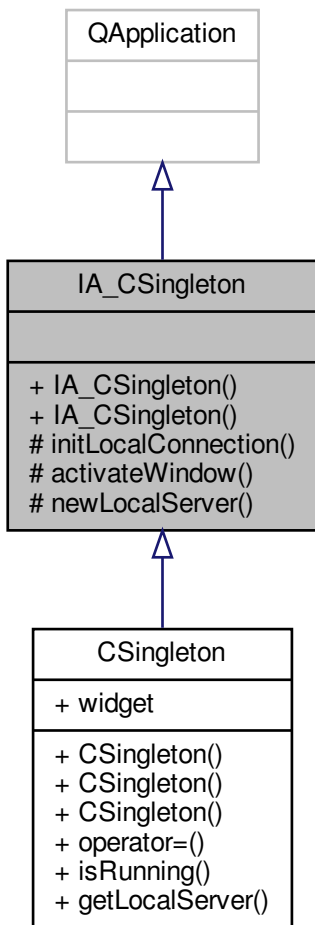 QApplication
IA_CSingleton
+ IA_CSingleton()
+ IA_CSingleton()
# initLocalConnection()
# activateWindow()
# newLocalServer()
CSingleton
+ widget
+ CSingleton()
+ CSingleton()
+ CSingleton()
+ operator=()
+ isRunning()
+ getLocalServer()